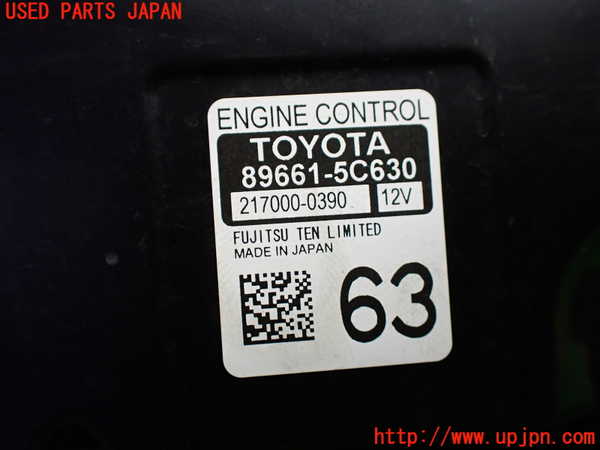 USED PARTS JAPAN
ENGINE CONTROL
TOYOTA
89661-5C630
217000-0390 12V
FUJITSU TEN LIMITED
MADE IN JAPAN
63
http://www.upjpn.com/